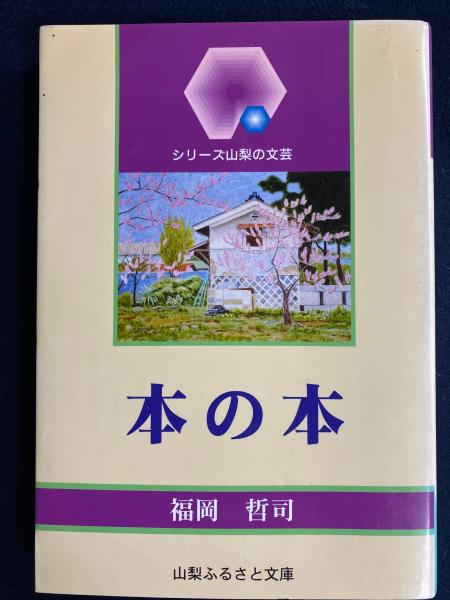 シリーズ山梨の文芸
本の本
福岡 哲司
山梨ふるさと文庫